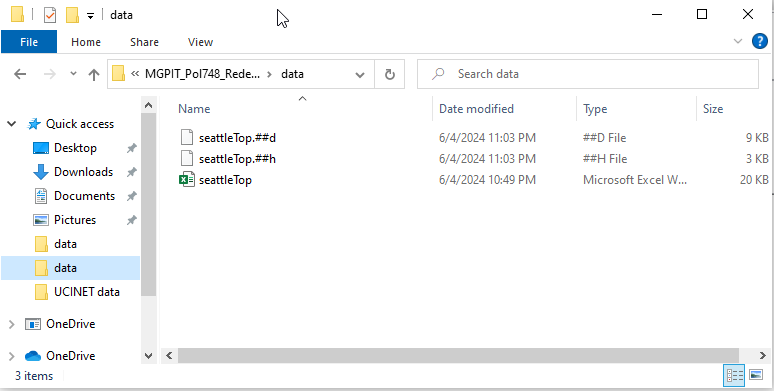 data
File Home Share View
« MGPIT_Pol748_Rede... > data
Search data
Name Date modified Type Size
Quick access
Desktop
Downloads
Documents
Pictures
data
data
UCINET data
OneDrive
OneDrive
seattleTop.##d 6/4/2024 11:03 PM ##D File 9 KB
seattleTop.##h 6/4/2024 11:03 PM ##H File 3 KB
seattleTop 6/4/2024 10:49 PM Microsoft Excel W... 20 KB
3 items